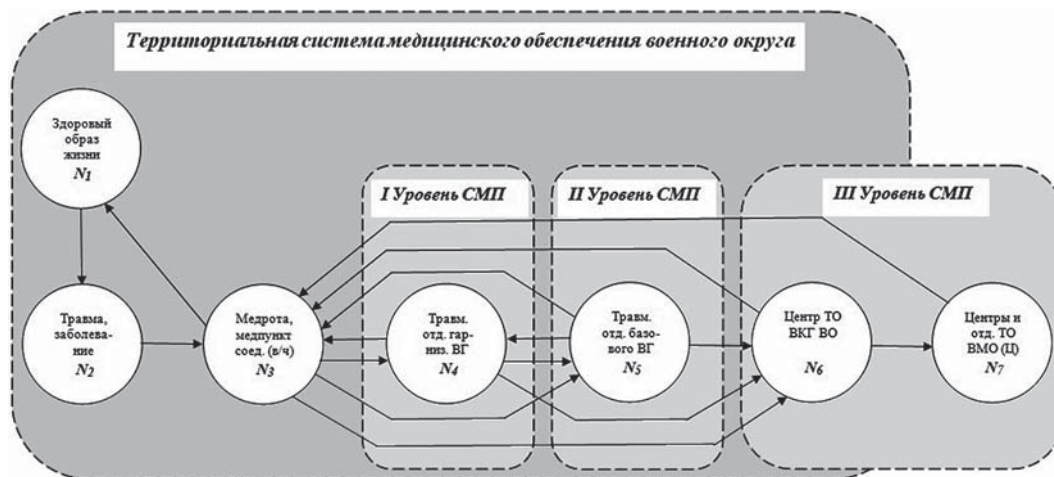 Территориальная система медицинского обеспечения военного округа
Здоровый
образ
жизни
N1
I Уровень СМП
II Уровень СМП
III Уровень СМП
Травма,
заболева-
ние
N2
Медрота,
медпункт
соед. (в/ч)
N3
Травм.
отд. гар-
низ. ВГ
N4
Травм.
отд. базо-
вого ВГ
N5
Центр ТО
ВКГ ВО
N6
Центры и
отд. ТО
ВМО (Ц)
N7